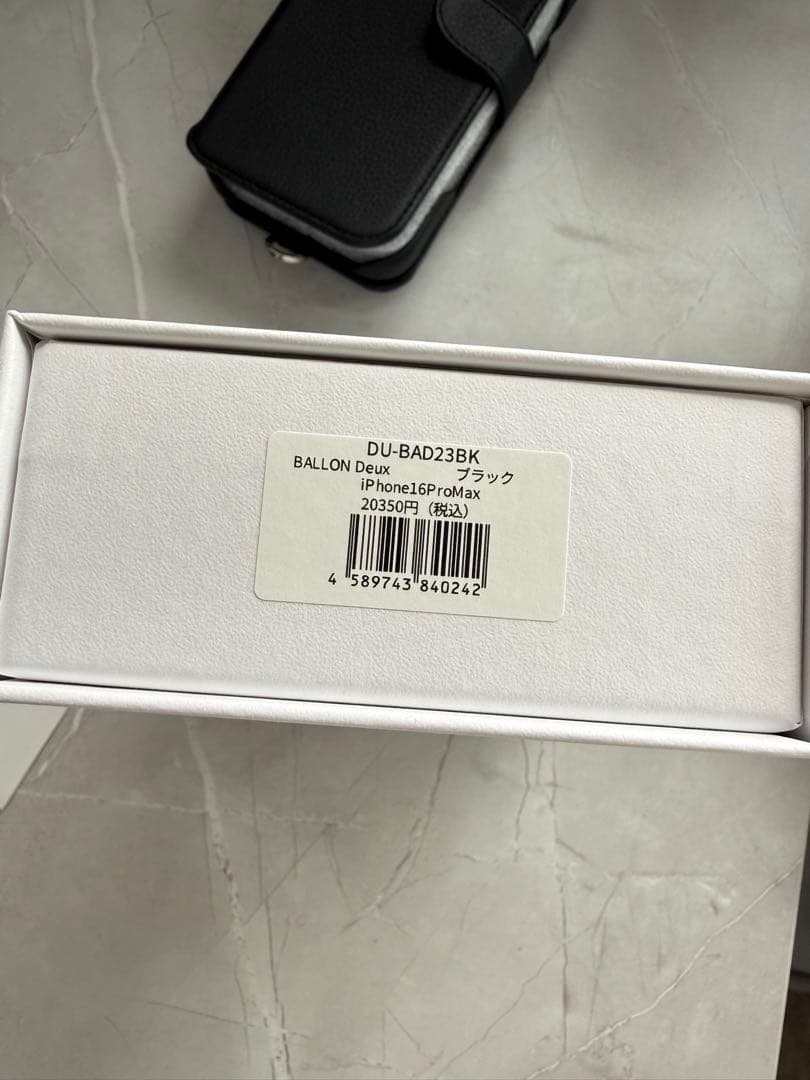 DU-BAD23BK
BALLON Deux ブラック
iPhone16ProMax
20350円（税込）
4 589743 840242